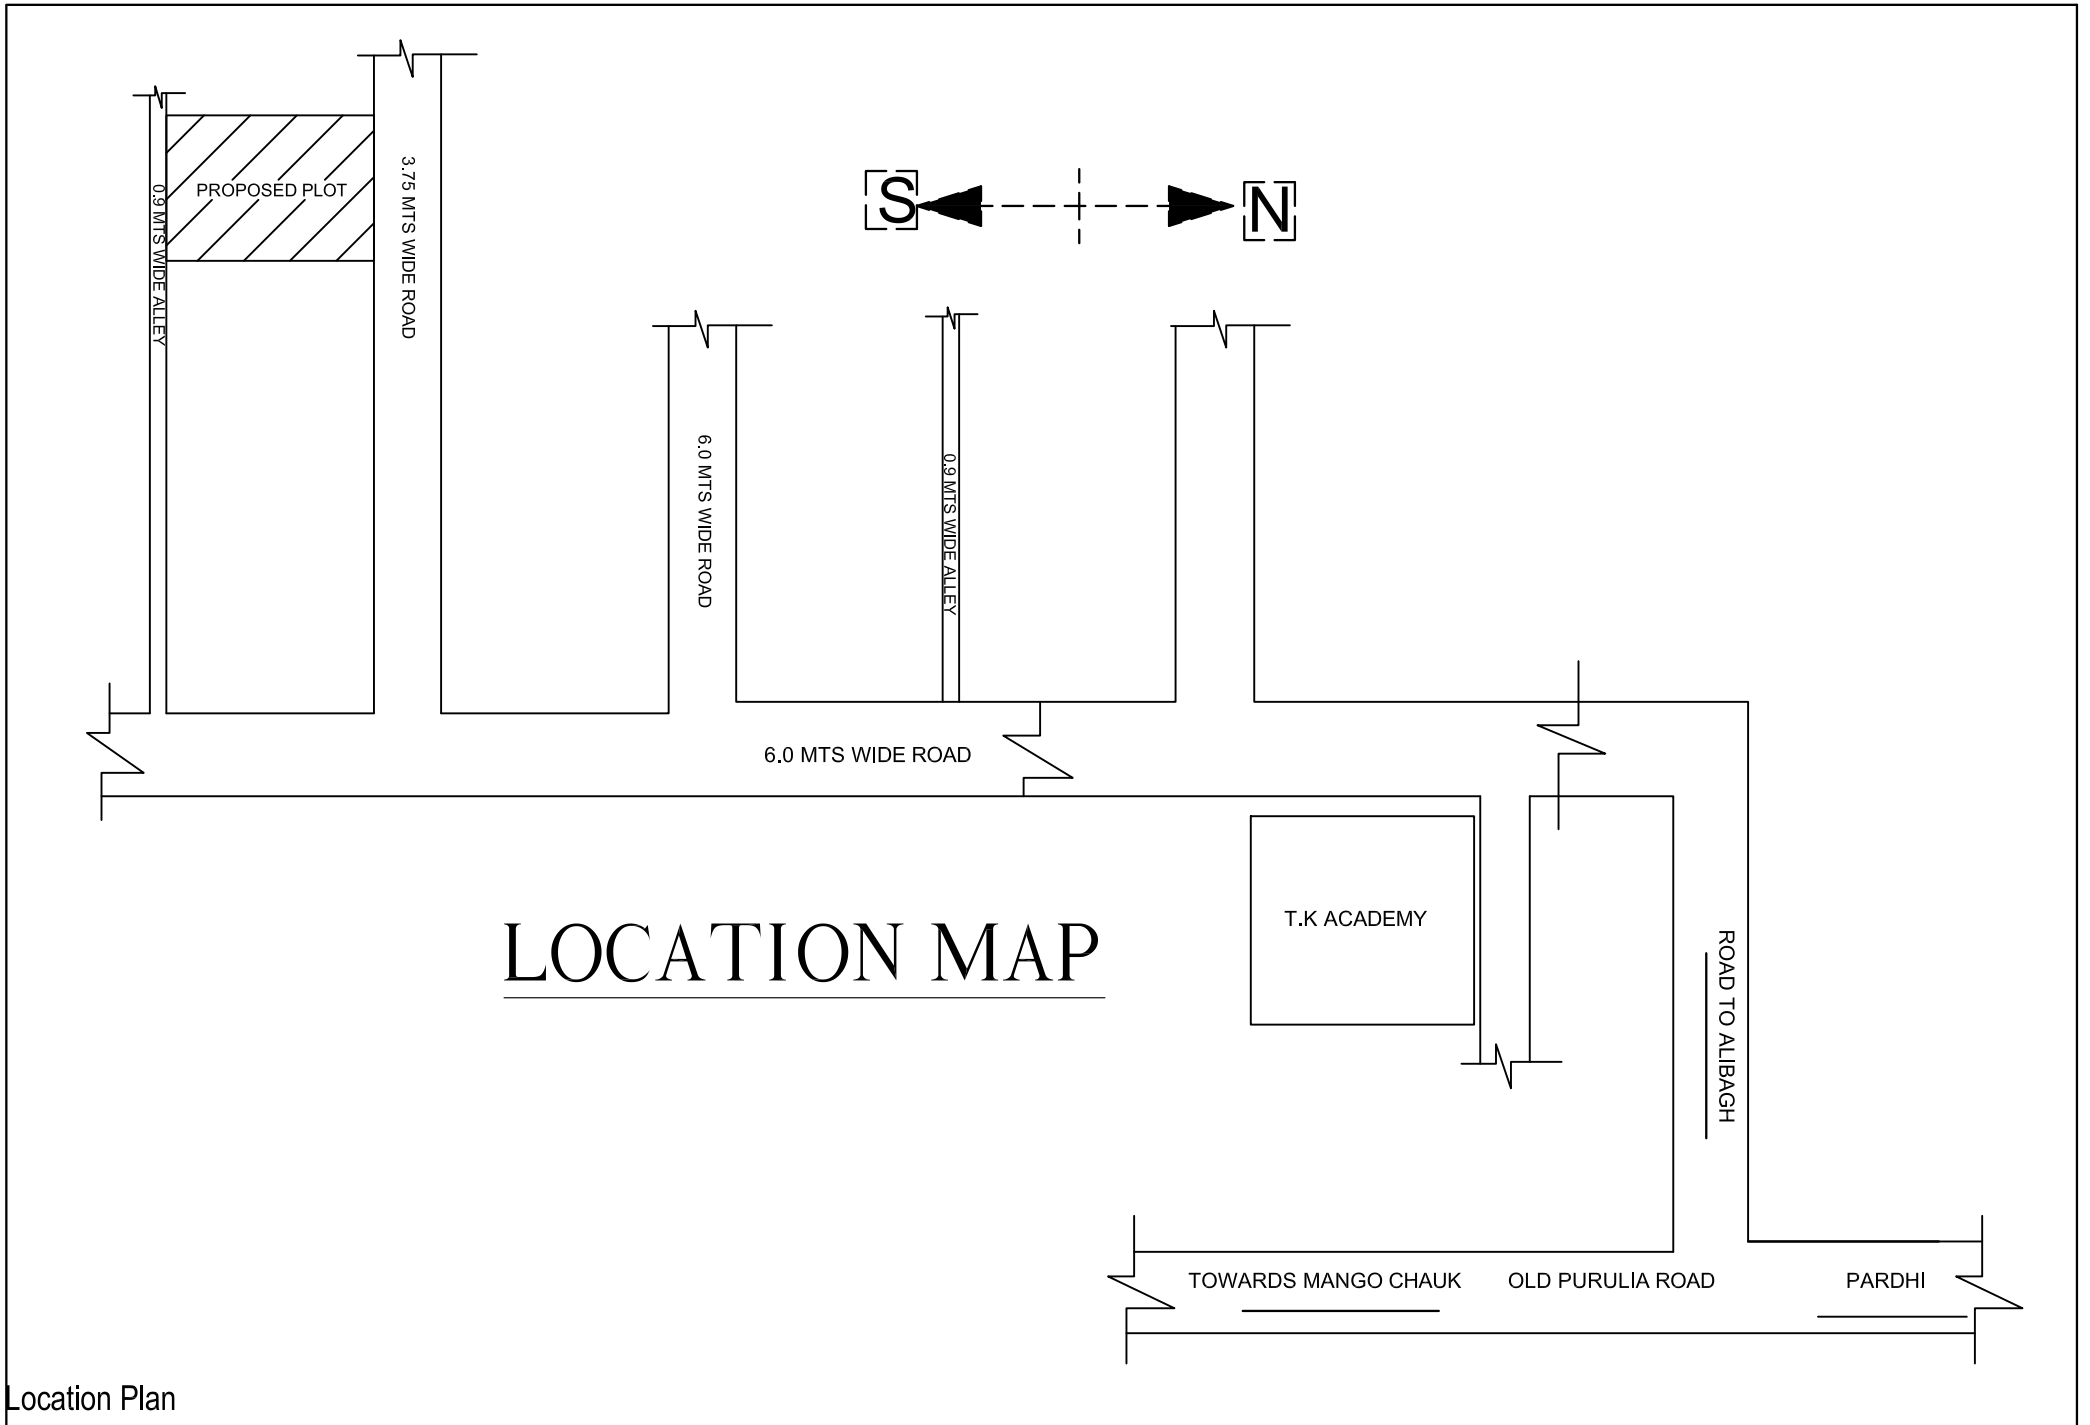 PROPOSED PLOT
0.9 MTS WIDE ALLEY
3.75 MTS WIDE ROAD
S
N
6.0 MTS WIDE ROAD
0.9 MTS WIDE ALLEY
6.0 MTS WIDE ROAD
LOCATION MAP
T.K ACADEMY
ROAD TO ALIBAGH
TOWARDS MANGO CHAUK
OLD PURULIA ROAD
PARDHI
Location Plan